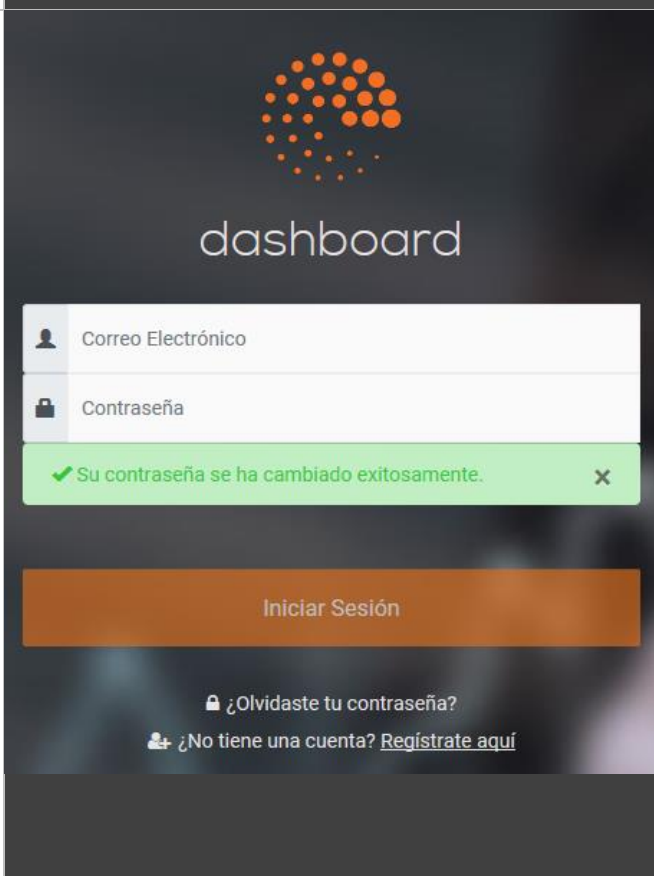 dashboard
Correo Electrónico
Contraseña
Su contraseña se ha cambiado exitosamente.
Iniciar Sesión
¿Olvidaste tu contraseña?
¿No tiene una cuenta? Regístrate aquí